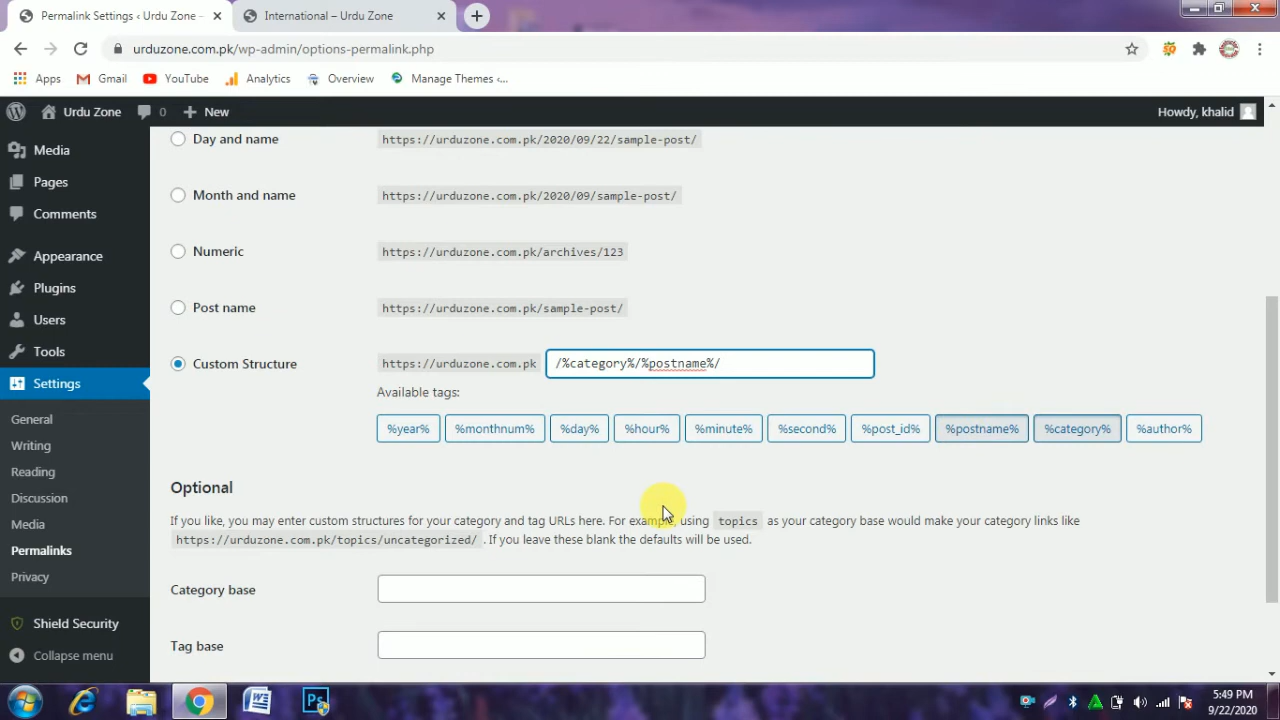 Permalink Settings ‹ Urdu Zone –
International – Urdu Zone
urduzone.com.pk/wp-admin/options-permalink.php
Apps
Gmail
YouTube
Analytics
Overview
Manage Themes ‹...
Urdu Zone
0
New
Howdy, khalid
Media
Pages
Comments
Appearance
Plugins
Users
Tools
Settings
General
Writing
Reading
Discussion
Media
Permalinks
Privacy
Shield Security
Collapse menu
Day and name
https://urduzone.com.pk/2020/09/22/sample-post/
Month and name
https://urduzone.com.pk/2020/09/sample-post/
Numeric
https://urduzone.com.pk/archives/123
Post name
https://urduzone.com.pk/sample-post/
Custom Structure
https://urduzone.com.pk
/%category%/%postname%/
Available tags:
%year%
%monthnum%
%day%
%hour%
%minute%
%second%
%post_id%
%postname%
%category%
%author%
Optional
If you like, you may enter custom structures for your category and tag URLs here. For example, using topics as your category base would make your category links like
https://urduzone.com.pk/topics/uncategorized/ . If you leave these blank the defaults will be used.
Category base
Tag base
5:49 PM
9/22/2020